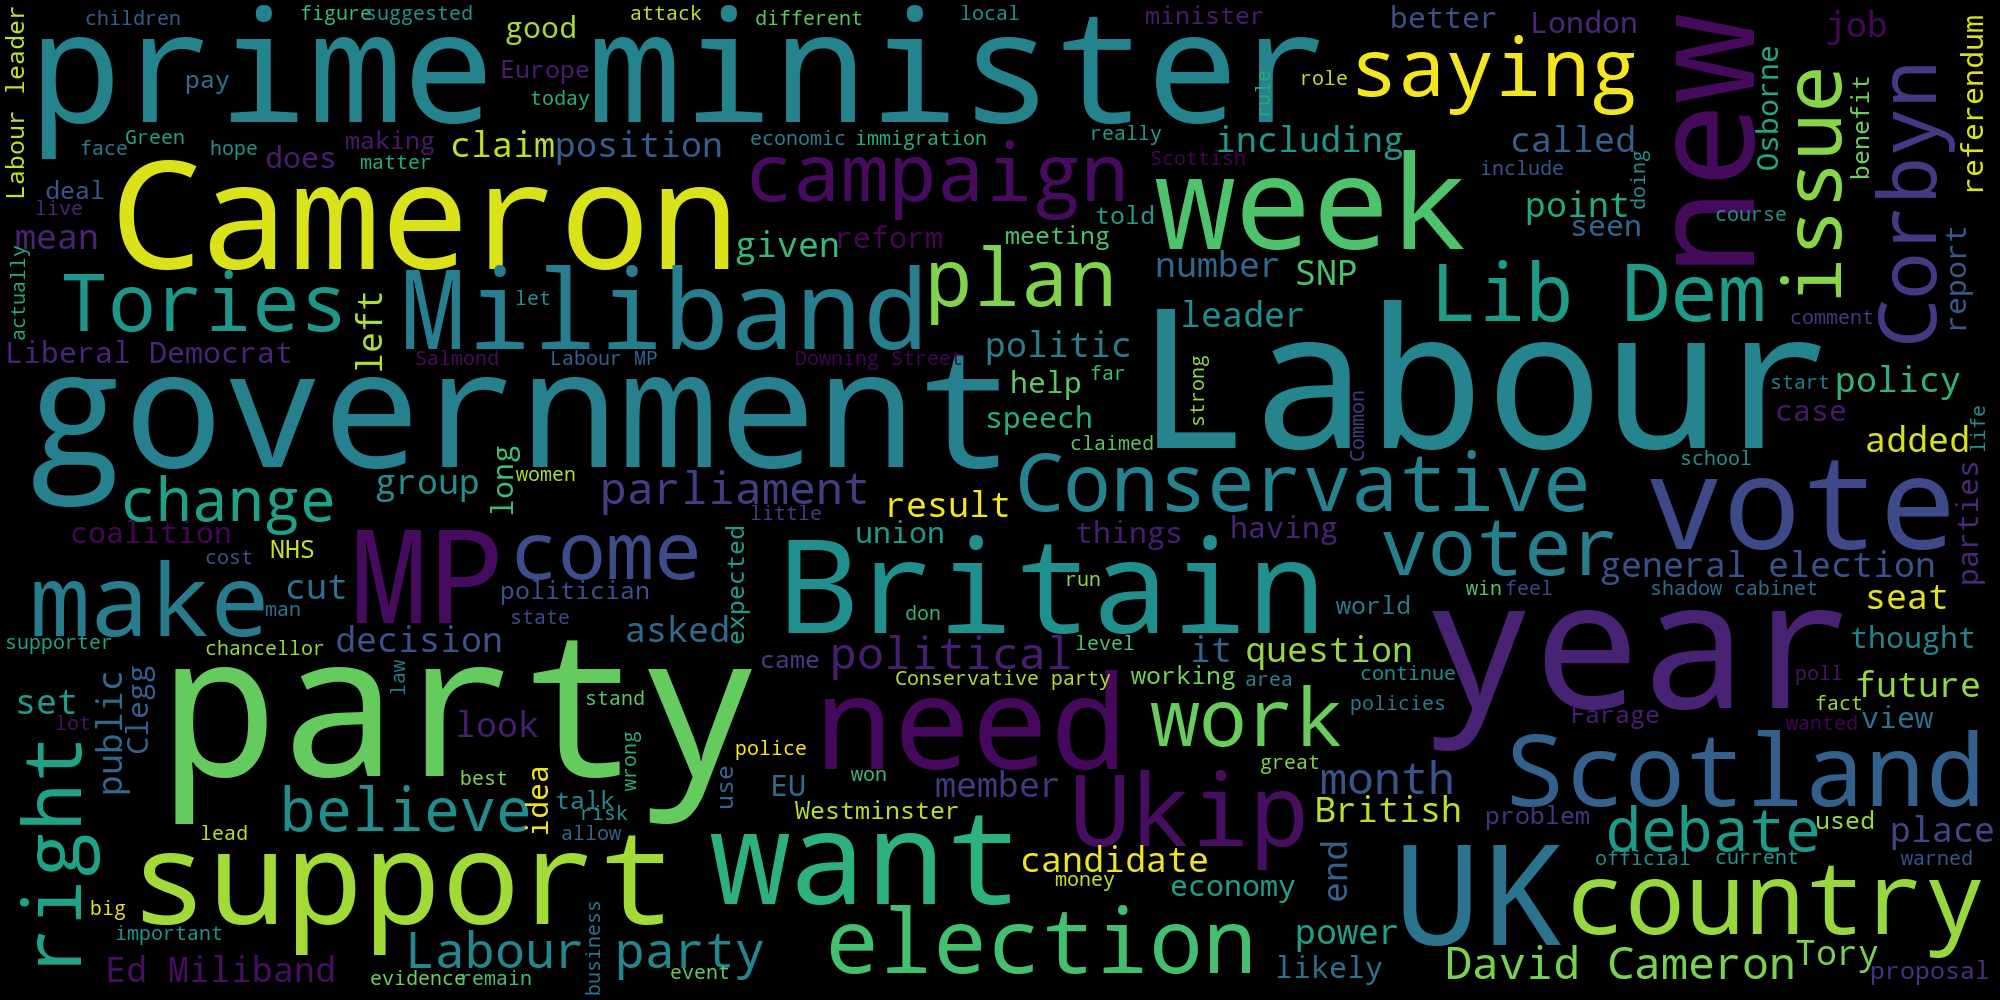 Labour leader
children
figure
suggested
attack
different
local
minister
better
London
job
referendum
prime minister
good
pay
Europe
today
rule
role
saying
new
Osborne
issue
benefit
Corbyn
face
Green
hope
does
making
matter
claim
position
economic
immigration
really
including
called
Scottish
include
doing
campaign
week
deal
live
mean
actually
Cameron
given
reform
meeting
told
point
seen
course
number
SNP
plan
Tories
left
Miliband
let
Lib Dem
report
comment
leader
Liberal Democrat
Salmond
Labour MP
Downing Street
politic
help
far
strong
Labour
start
policy
case
government
speech
claimed
Common
added
life
school
change
group
long
women
parliament
little
result
Conservative
vote
parties
coalition
NHS
cost
MP
come
expected
union
things
having
voter
general election
make
cut
man
politician
state
Britain
run
don
world
win
feel
shadow cabinet
seat
supporter
chancellor
decision
asked
came
political
level
it
question
year
thought
law
party
stand
Conservative party
working
area
continue
policies
poll
fact
future
set
lot
public
Clegg
look
need
work
Farage
wanted
view
right
wrong
police
best
idea
use
EU
won
member
great
month
Scotland
Ukip
believe
talk
risk
allow
Westminster
British
problem
debate
used
place
lead
support
want
candidate
money
economy
end
official
current
warned
UK
country
big
important
business
election
power
likely
Labour party
Ed Miliband
evidence
remain
event
David Cameron
Tory
proposal